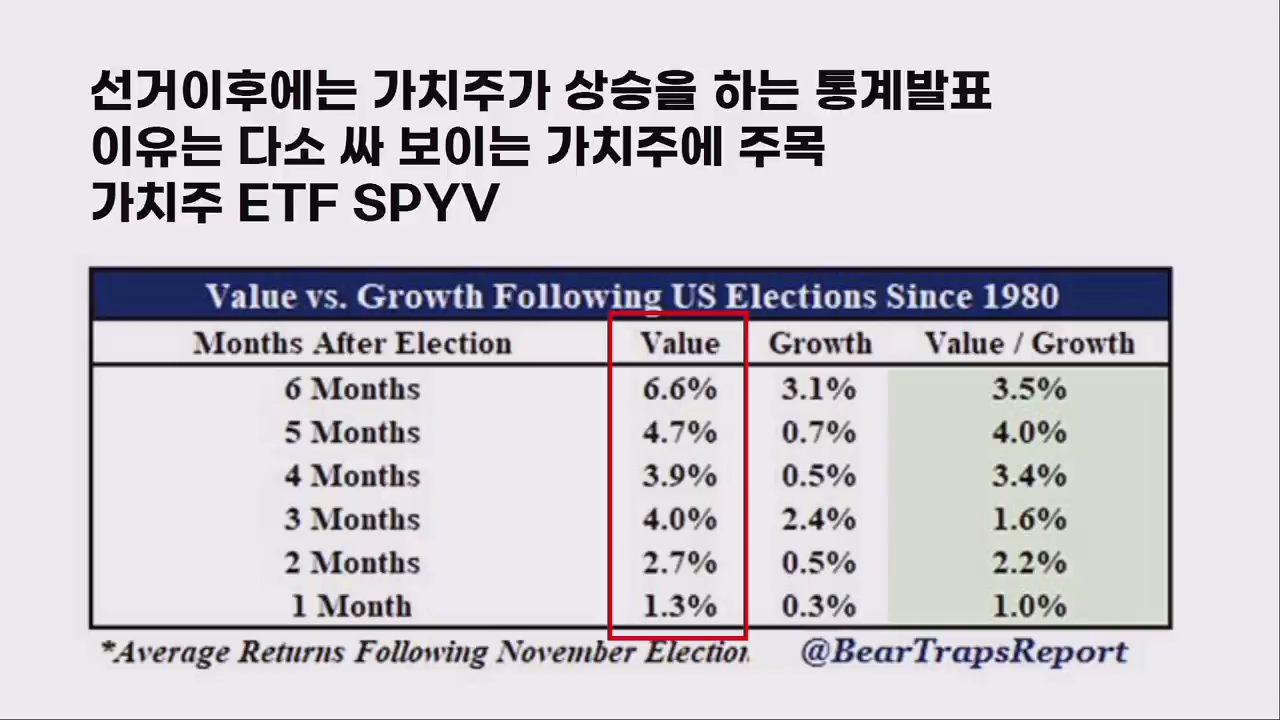 선거이후에는 가치주가 상승을 하는 통계발표
이유는 다소 싸 보이는 가치주에 주목
가치주 ETF SPYV
Value vs. Growth Following US Elections Since 1980
Months After Election Value Growth Value / Growth
6 Months 6.6% 3.1% 3.5%
5 Months 4.7% 0.7% 4.0%
4 Months 3.9% 0.5% 3.4%
3 Months 4.0% 2.4% 1.6%
2 Months 2.7% 0.5% 2.2%
1 Month 1.3% 0.3% 1.0%
*Average Returns Following November Election @BearTrapsReport